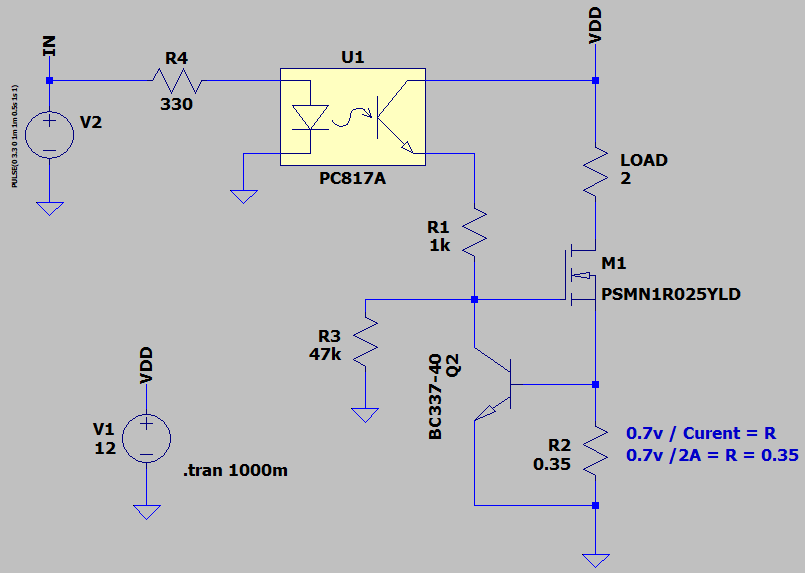 IN
R4
330
V2
PULSE(0 3.3 0 1m 1m 0.5s 1s 1)
U1
PC817A
VDD
LOAD
2
R1
1k
M1
PSMN1R025YLD
R3
47k
BC337-40
Q2
VDD
V1
12
.tran 1000m
R2
0.35
0.7v / Curent = R
0.7v /2A = R = 0.35